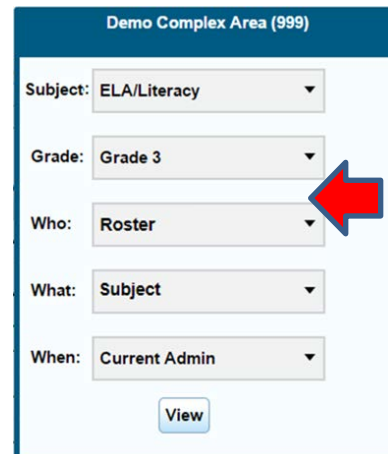 Demo Complex Area (999)
Subject: ELA/Literacy
Grade: Grade 3
Who: Roster
What: Subject
When: Current Admin
View